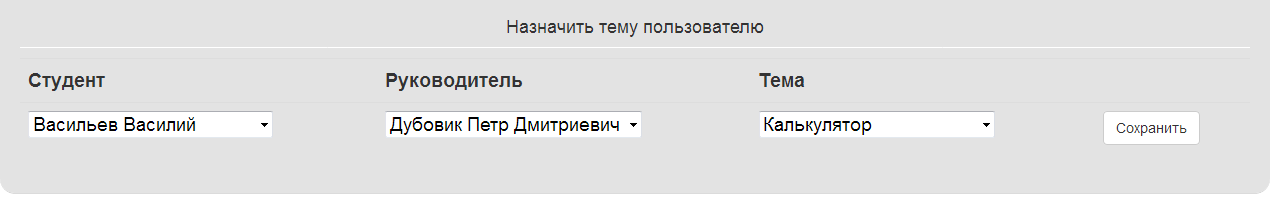 Назначить тему пользователю
Студент Руководитель Тема
Васильев Василий Дубовик Петр Дмитриевич Калькулятор Сохранить